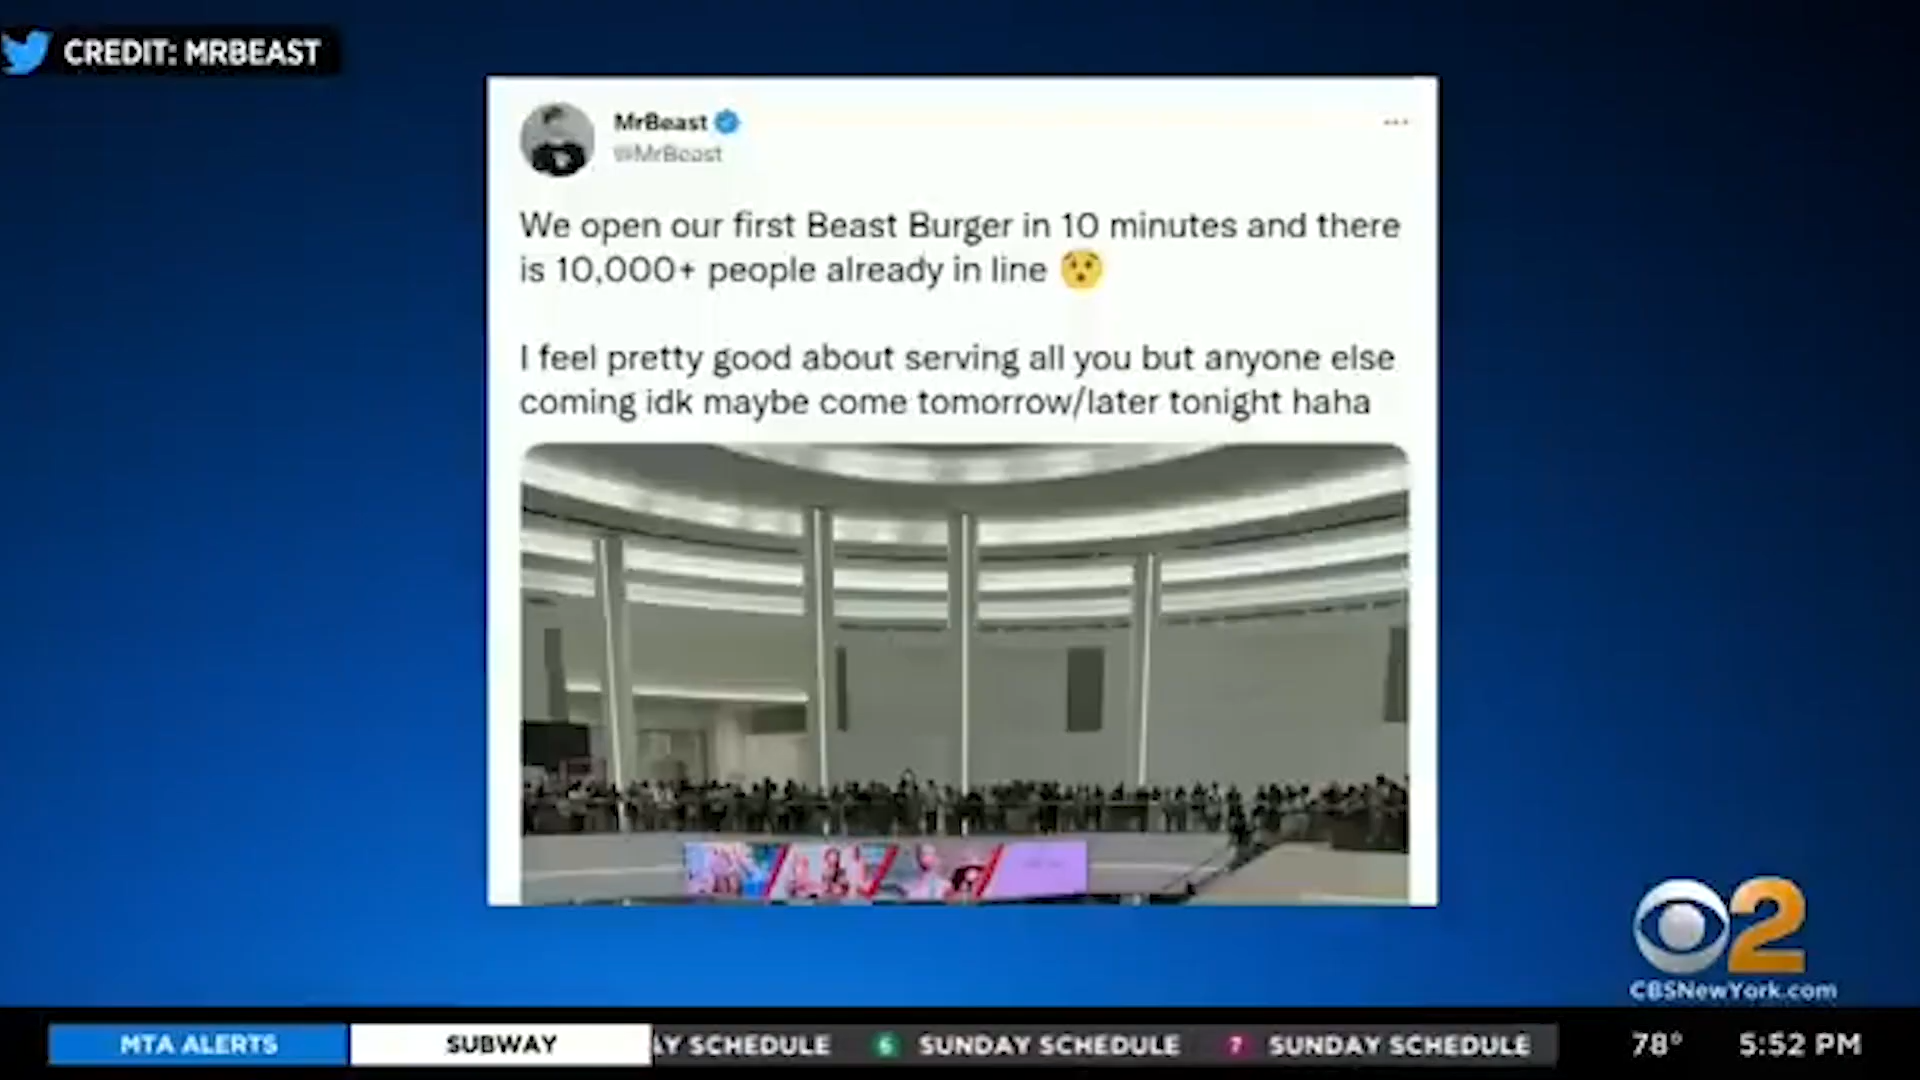 CREDIT: MRBEAST
MrBeast
@MrBeast
We open our first Beast Burger in 10 minutes and there
is 10,000+ people already in line 😯
I feel pretty good about serving all you but anyone else
coming idk maybe come tomorrow/later tonight haha
2
CBSNewYork.com
MTA ALERTS SUBWAY AY SCHEDULE 6 SUNDAY SCHEDULE 7 SUNDAY SCHEDULE 78° 5:52 PM